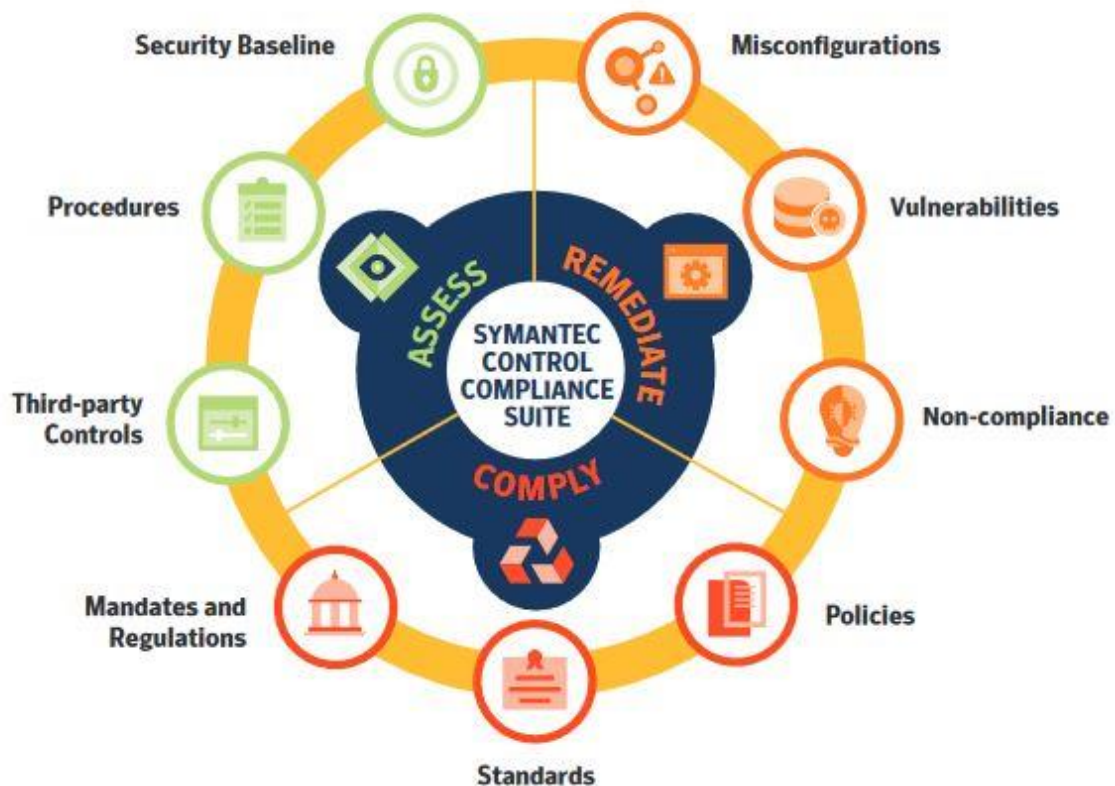 Security Baseline
Misconfigurations
Procedures
Vulnerabilities
ASSESS
REMEDIATE
SYMANTEC
CONTROL
COMPLIANCE
SUITE
COMPLY
Third-party
Controls
Non-compliance
Mandates and
Regulations
Policies
Standards